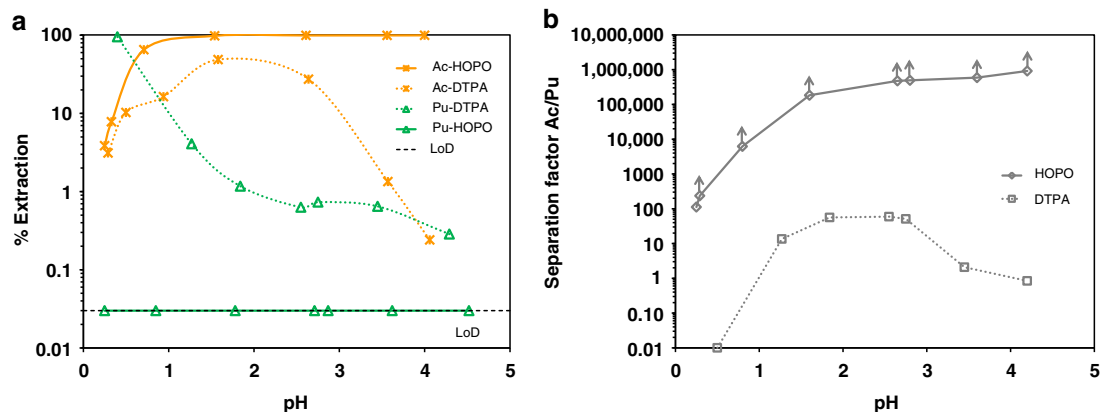 a
100
10
1
0.1
0.01
% Extraction
0 1 2 3 4 5
pH
Ac-HOPO
Ac-DTPA
Pu-DTPA
Pu-HOPO
LoD
LoD
b
10,000,000
1,000,000
100,000
10,000
1000
100
10
1
0.1
0.01
Separation factor Ac/Pu
0 1 2 3 4 5
pH
HOPO
DTPA